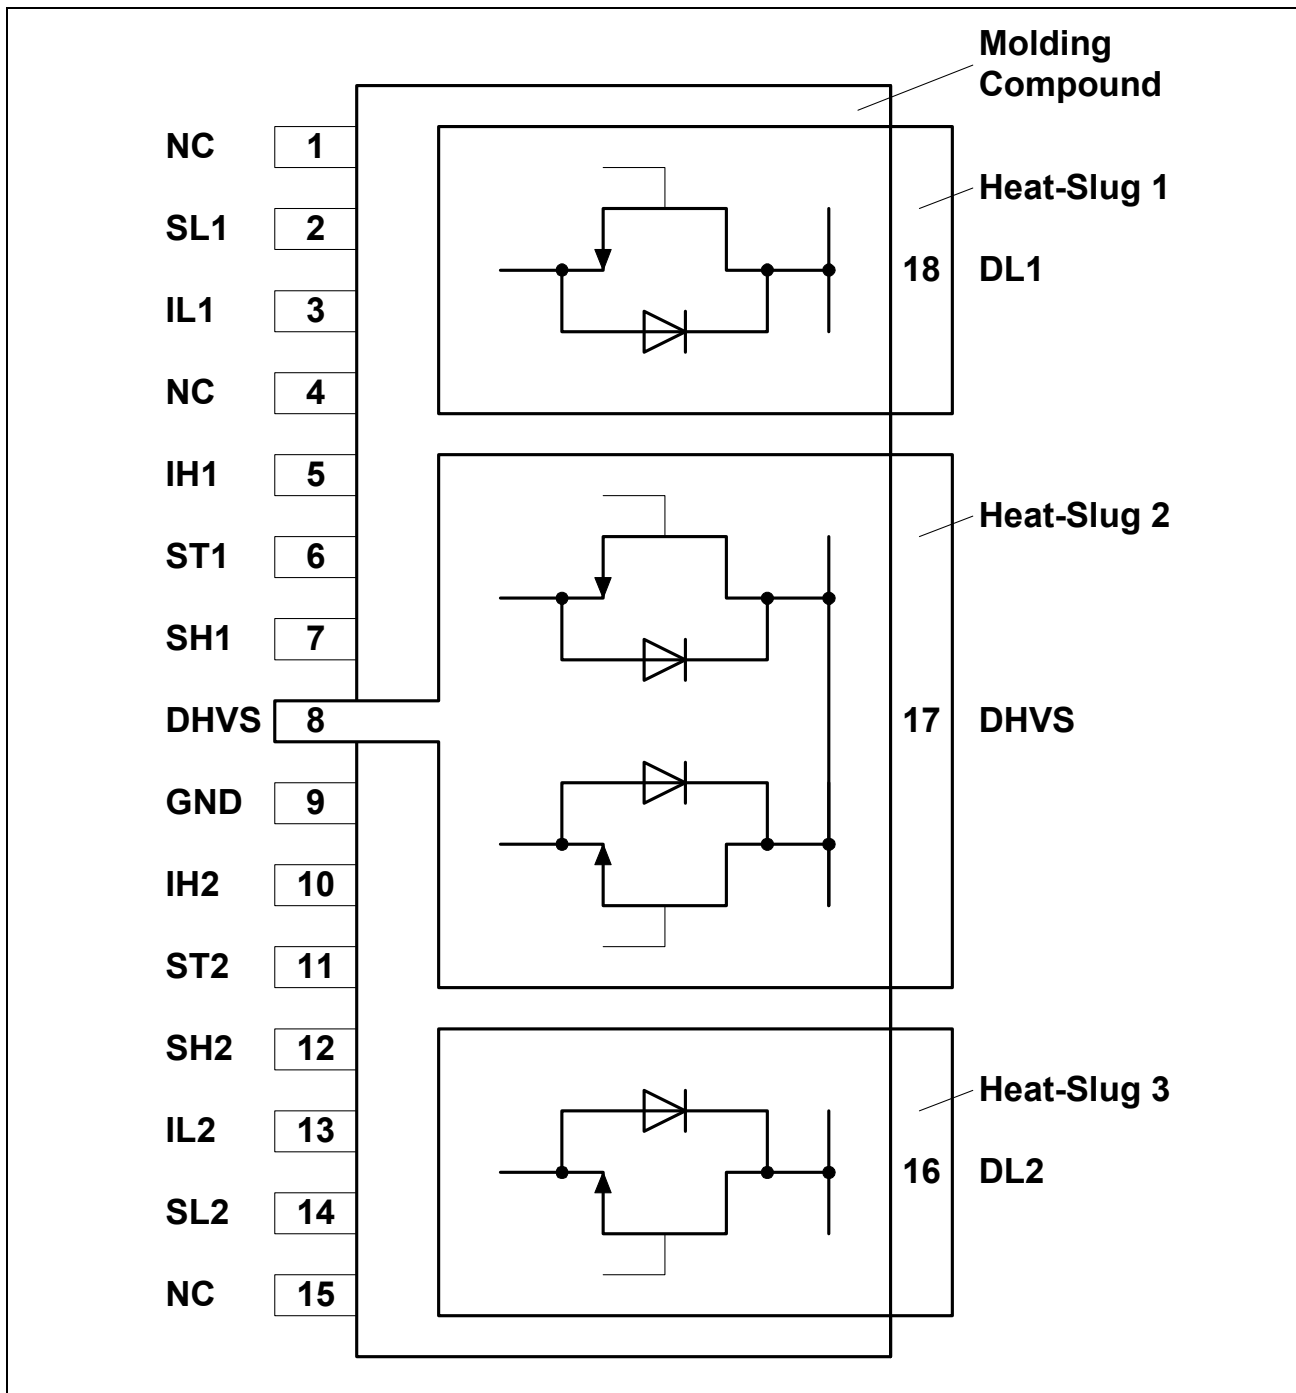 Molding
Compound
NC 1
Heat-Slug 1
SL1 2
18 DL1
IL1 3
NC 4
IH1 5
Heat-Slug 2
ST1 6
SH1 7
DHVS 8 17 DHVS
GND 9
IH2 10
ST2 11
SH2 12
Heat-Slug 3
IL2 13
16 DL2
SL2 14
NC 15